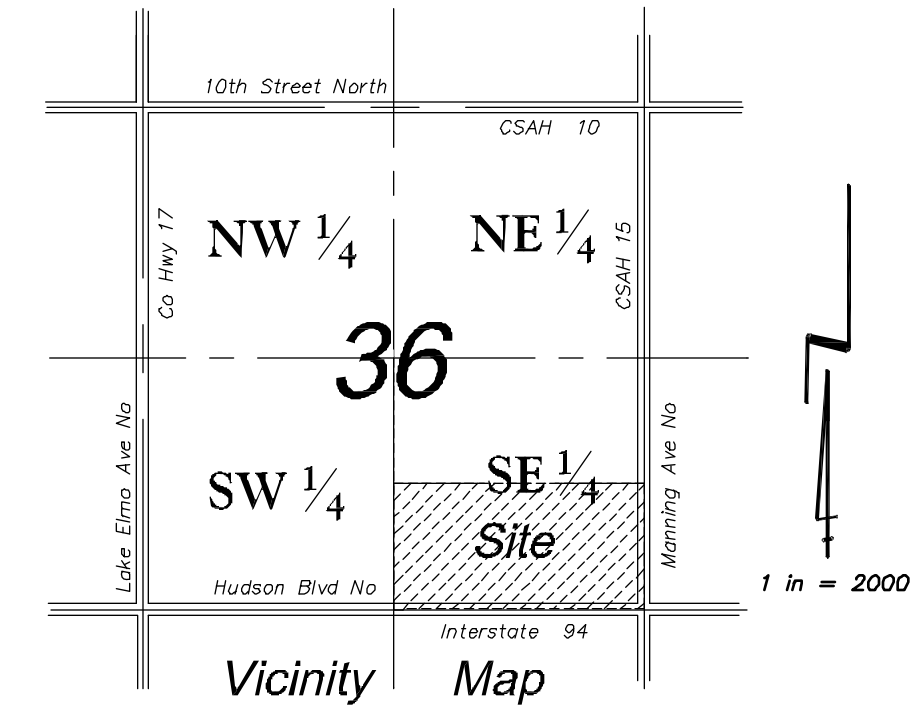 10th Street North
CSAH 10
Co Hwy 17
NW 1/4
NE 1/4
CSAH 15
36
Lake Elmo Ave No
SW 1/4
SE 1/4
Manning Ave No
Site
Hudson Blvd No
1 in = 2000
Interstate 94
Vicinity Map